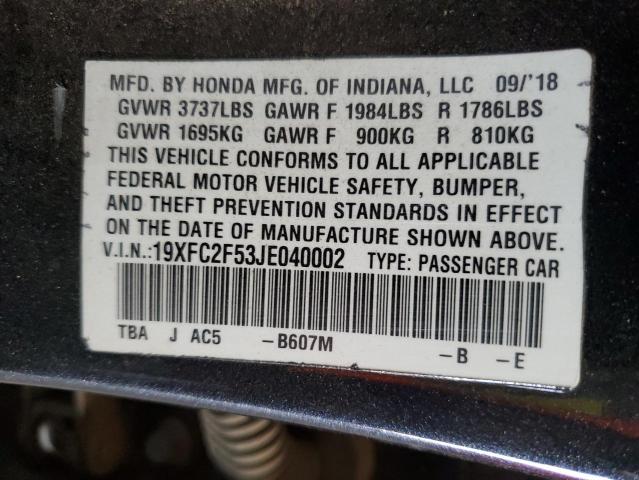 MFD. BY HONDA MFG. OF INDIANA, LLC 09/'18
GVWR 3737LBS GAWR F 1984LBS R 1786LBS
GVWR 1695KG GAWR F 900KG R 810KG
THIS VEHICLE CONFORMS TO ALL APPLICABLE
FEDERAL MOTOR VEHICLE SAFETY, BUMPER,
AND THEFT PREVENTION STANDARDS IN EFFECT
ON THE DATE OF MANUFACTURE SHOWN ABOVE.
V.I.N.:19XFC2F53JE040002 TYPE: PASSENGER CAR
TBA J AC5 -B607M -B -E